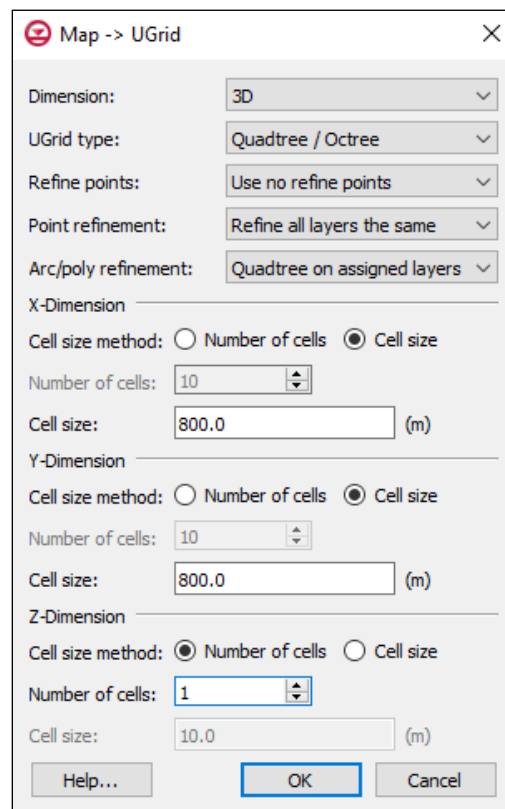 Map -> UGrid
Dimension: 3D
UGrid type: Quadtree / Octree
Refine points: Use no refine points
Point refinement: Refine all layers the same
Arc/poly refinement: Quadtree on assigned layers
X-Dimension
Cell size method: Number of cells Cell size
Number of cells: 10
Cell size: 800.0 (m)
Y-Dimension
Cell size method: Number of cells Cell size
Number of cells: 10
Cell size: 800.0 (m)
Z-Dimension
Cell size method: Number of cells Cell size
Number of cells: 1
Cell size: 10.0 (m)
Help... OK Cancel